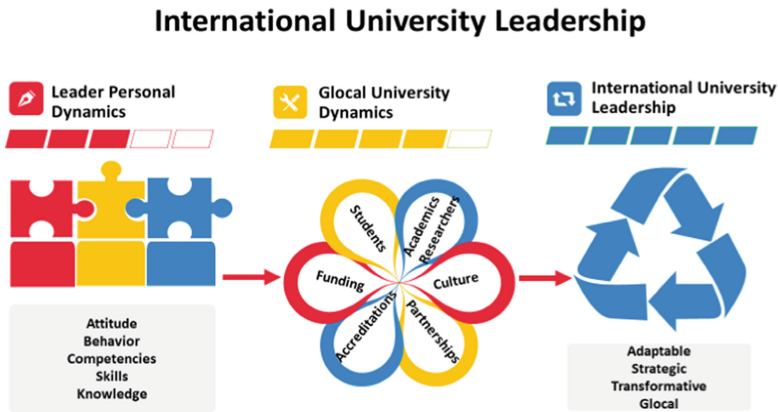 International University Leadership
Leader Personal
Dynamics
Glocal University
Dynamics
International University
Leadership
Students
Academics
Researchers
Funding
Culture
Accreditations
Partnerships
Attitude
Behavior
Competencies
Skills
Knowledge
Adaptable
Strategic
Transformative
Glocal